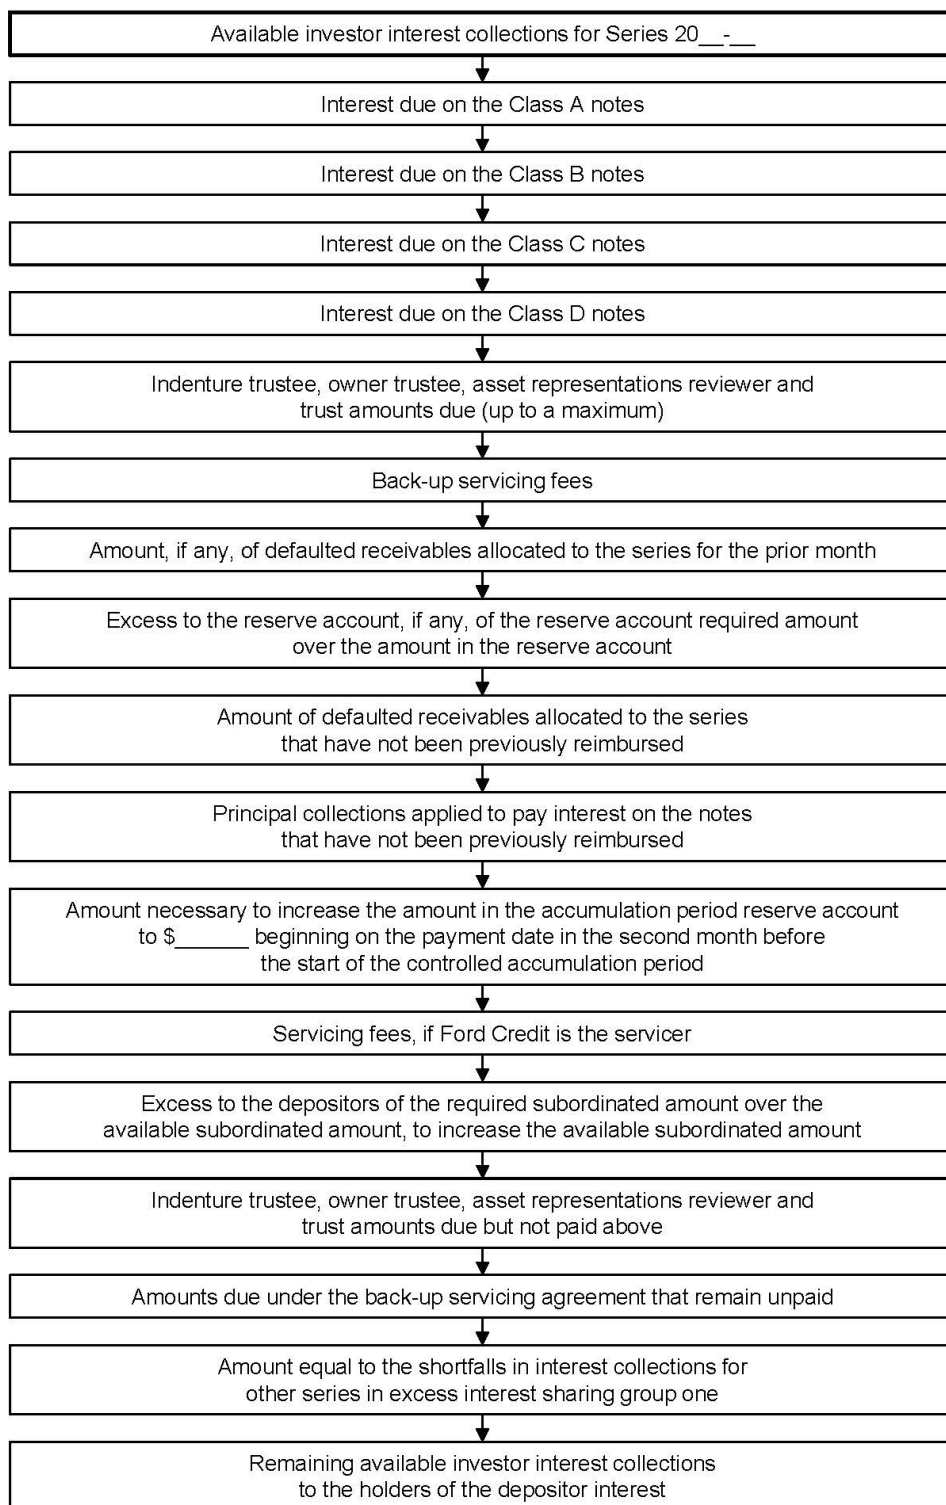 Available investor interest collections for Series 20__-__
Interest due on the Class A notes
Interest due on the Class B notes
Interest due on the Class C notes
Interest due on the Class D notes
Indenture trustee, owner trustee, asset representations reviewer and
trust amounts due (up to a maximum)
Back-up servicing fees
Amount, if any, of defaulted receivables allocated to the series for the prior month
Excess to the reserve account, if any, of the reserve account required amount
over the amount in the reserve account
Amount of defaulted receivables allocated to the series
that have not been previously reimbursed
Principal collections applied to pay interest on the notes
that have not been previously reimbursed
Amount necessary to increase the amount in the accumulation period reserve account
to $______ beginning on the payment date in the second month before
the start of the controlled accumulation period
Servicing fees, if Ford Credit is the servicer
Excess to the depositors of the required subordinated amount over the
available subordinated amount, to increase the available subordinated amount
Indenture trustee, owner trustee, asset representations reviewer and
trust amounts due but not paid above
Amounts due under the back-up servicing agreement that remain unpaid
Amount equal to the shortfalls in interest collections for
other series in excess interest sharing group one
Remaining available investor interest collections
to the holders of the depositor interest